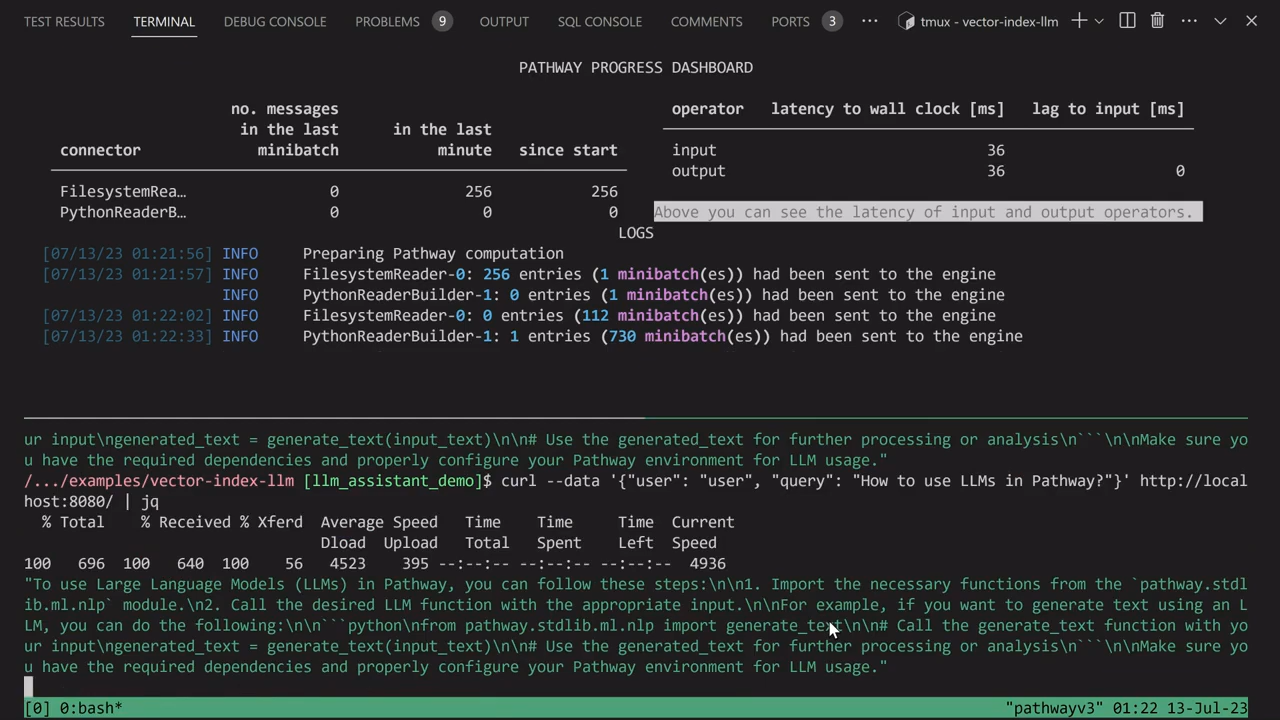 TEST RESULTS TERMINAL DEBUG CONSOLE PROBLEMS 9 OUTPUT SQL CONSOLE COMMENTS PORTS 3 ... tmux - vector-index-llm
PATHWAY PROGRESS DASHBOARD
no. messages
in the last in the last
connector minibatch minute since start
FilesystemRea… 0 256 256
PythonReaderB… 0 0 0
operator latency to wall clock [ms] lag to input [ms]
input 36
output 36 0
Above you can see the latency of input and output operators.
LOGS
[07/13/23 01:21:56] INFO Preparing Pathway computation
[07/13/23 01:21:57] INFO FilesystemReader-0: 256 entries (1 minibatch(es)) had been sent to the engine
INFO PythonReaderBuilder-1: 0 entries (1 minibatch(es)) had been sent to the engine
[07/13/23 01:22:02] INFO FilesystemReader-0: 0 entries (112 minibatch(es)) had been sent to the engine
[07/13/23 01:22:33] INFO PythonReaderBuilder-1: 1 entries (730 minibatch(es)) had been sent to the engine
ur input\ngenerated_text = generate_text(input_text)\n\n# Use the generated_text for further processing or analysis\n```\n\nMake sure yo
u have the required dependencies and properly configure your Pathway environment for LLM usage."
/.../examples/vector-index-llm [llm_assistant_demo]$ curl --data '{"user": "user", "query": "How to use LLMs in Pathway?"}' http://local
host:8080/ | jq
% Total % Received % Xferd Average Speed Time Time Time Current
Dload Upload Total Spent Left Speed
100 696 100 640 100 56 4523 395 --:--:-- --:--:-- --:--:-- 4936
"To use Large Language Models (LLMs) in Pathway, you can follow these steps:\n\n1. Import the necessary functions from the `pathway.stdl
ib.ml.nlp` module.\n2. Call the desired LLM function with the appropriate input.\n\nFor example, if you want to generate text using an L
LM, you can do the following:\n\n```python\nfrom pathway.stdlib.ml.nlp import generate_text\n\n# Call the generate_text function with yo
ur input\ngenerated_text = generate_text(input_text)\n\n# Use the generated_text for further processing or analysis\n```\n\nMake sure yo
u have the required dependencies and properly configure your Pathway environment for LLM usage."
[0] 0:bash* "pathwayv3" 01:22 13-Jul-23